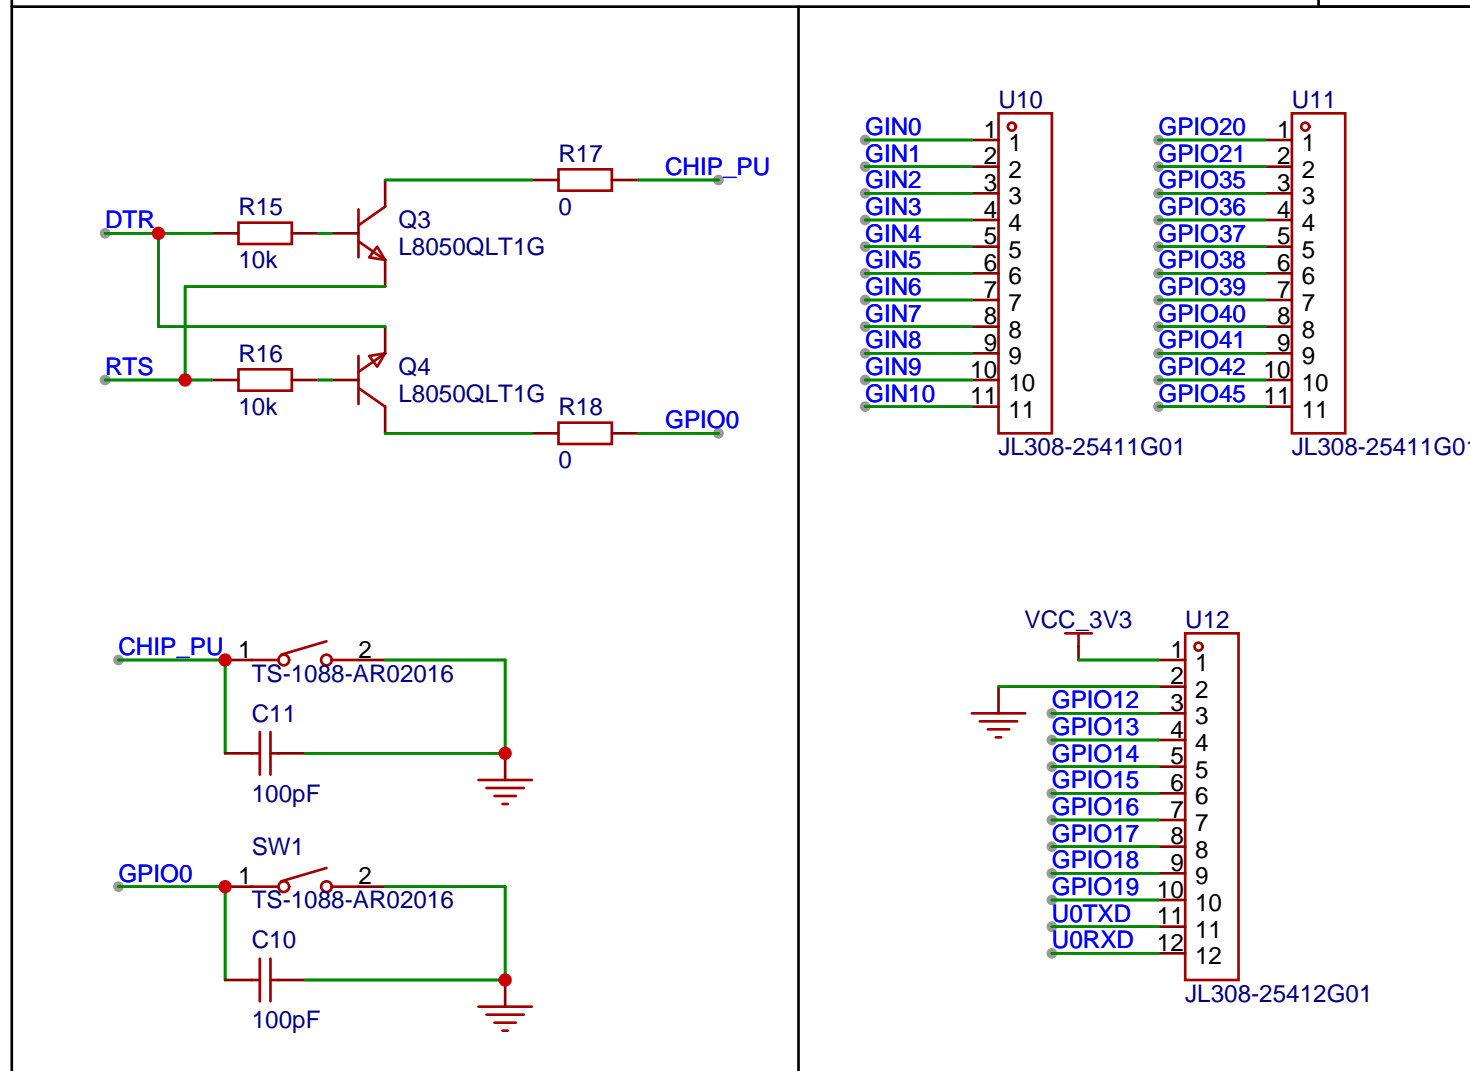 DTR
R15
10k
Q3
L8050QLT1G
R17
0
CHIP_PU
RTS
R16
10k
Q4
L8050QLT1G
R18
0
GPIO0
CHIP_PU
1
2
TS-1088-AR02016
C11
100pF
SW1
GPIO0
1
2
TS-1088-AR02016
C10
100pF
U10
GIN0 1 1
GIN1 2 2
GIN2 3 3
GIN3 4 4
GIN4 5 5
GIN5 6 6
GIN6 7 7
GIN7 8 8
GIN8 9 9
GIN9 10 10
GIN10 11 11
JL308-25411G01
U11
GPIO20 1 1
GPIO21 2 2
GPIO35 3 3
GPIO36 4 4
GPIO37 5 5
GPIO38 6 6
GPIO39 7 7
GPIO40 8 8
GPIO41 9 9
GPIO42 10 10
GPIO45 11 11
JL308-25411G01
VCC_3V3
U12
1 1
2 2
GPIO12 3 3
GPIO13 4 4
GPIO14 5 5
GPIO15 6 6
GPIO16 7 7
GPIO17 8 8
GPIO18 9 9
GPIO19 10 10
U0TXD 11 11
U0RXD 12 12
JL308-25412G01